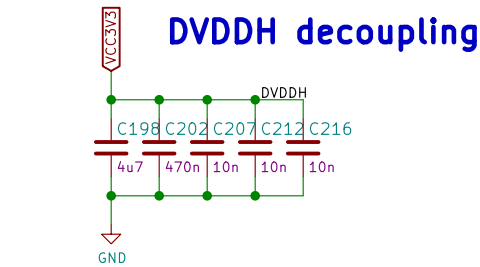 DVDDH decoupling
VCC3V3
DVDDH
C198 C202 C207 C212 C216
4u7 470n 10n 10n 10n
GND